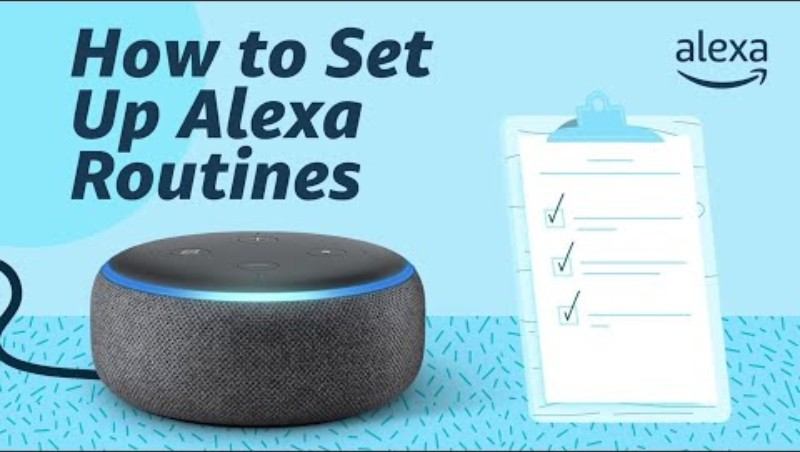 How to Set
Up Alexa
Routines
alexa